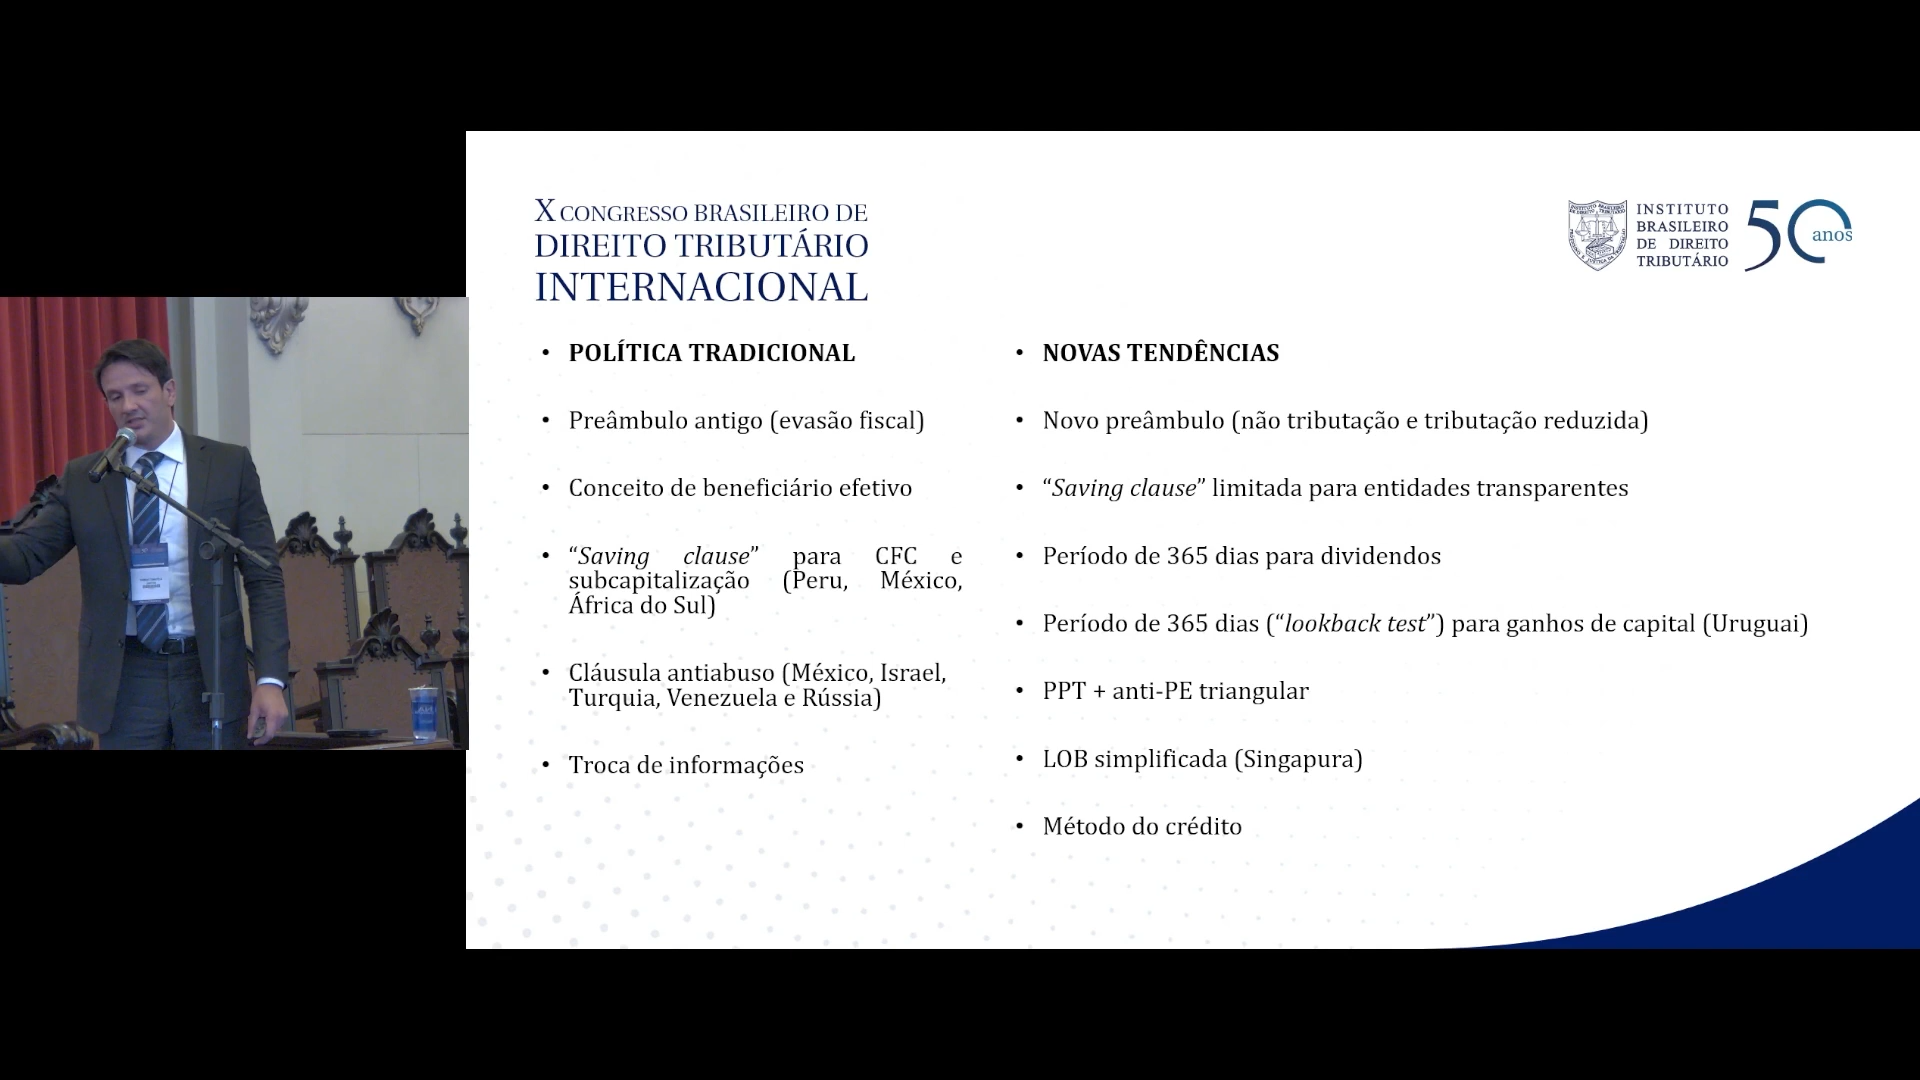 X CONGRESSO BRASILEIRO DE
DIREITO TRIBUTÁRIO
INTERNACIONAL
INSTITUTO
BRASILEIRO
DE DIREITO
TRIBUTÁRIO
50 anos
• POLÍTICA TRADICIONAL
• Preâmbulo antigo (evasão fiscal)
• Conceito de beneficiário efetivo
• “Saving clause” para CFC e
subcapitalização (Peru, México,
África do Sul)
• Cláusula antiabuso (México, Israel,
Turquia, Venezuela e Rússia)
• Troca de informações
• NOVAS TENDÊNCIAS
• Novo preâmbulo (não tributação e tributação reduzida)
• “Saving clause” limitada para entidades transparentes
• Período de 365 dias para dividendos
• Período de 365 dias (“lookback test”) para ganhos de capital (Uruguai)
• PPT + anti-PE triangular
• LOB simplificada (Singapura)
• Método do crédito